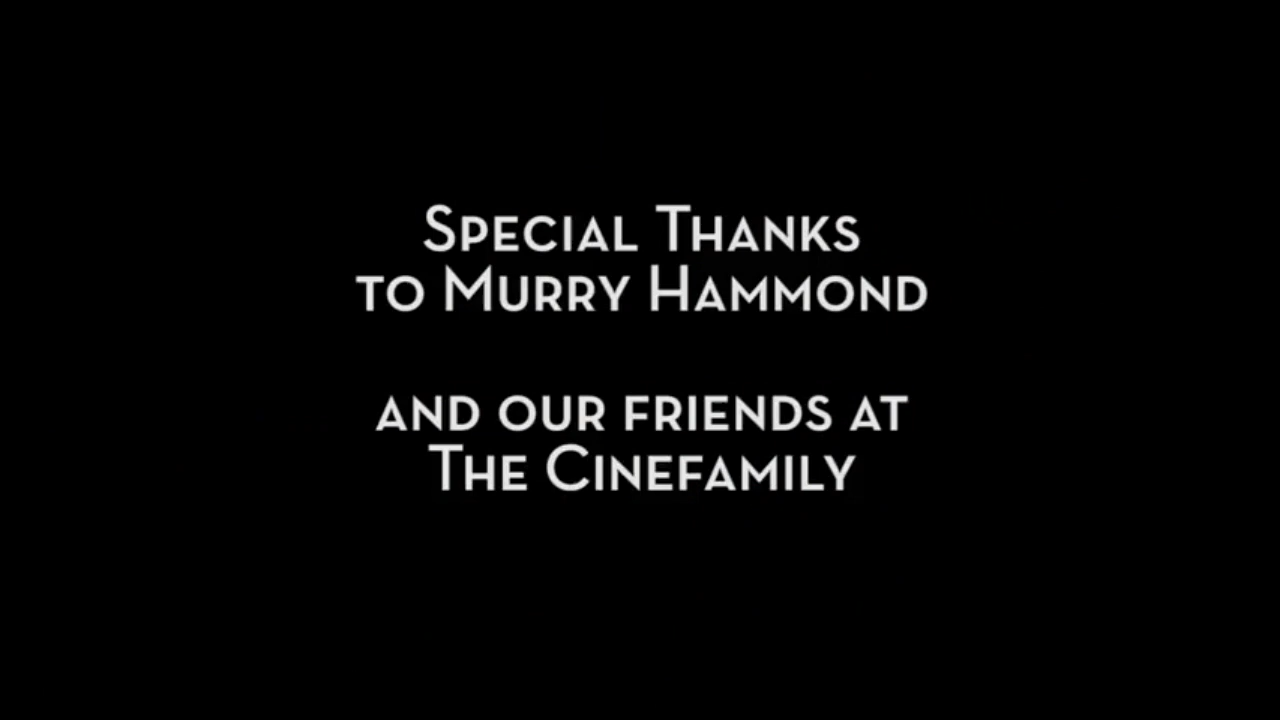 Special Thanks
to Murry Hammond
and our friends at
The Cinefamily